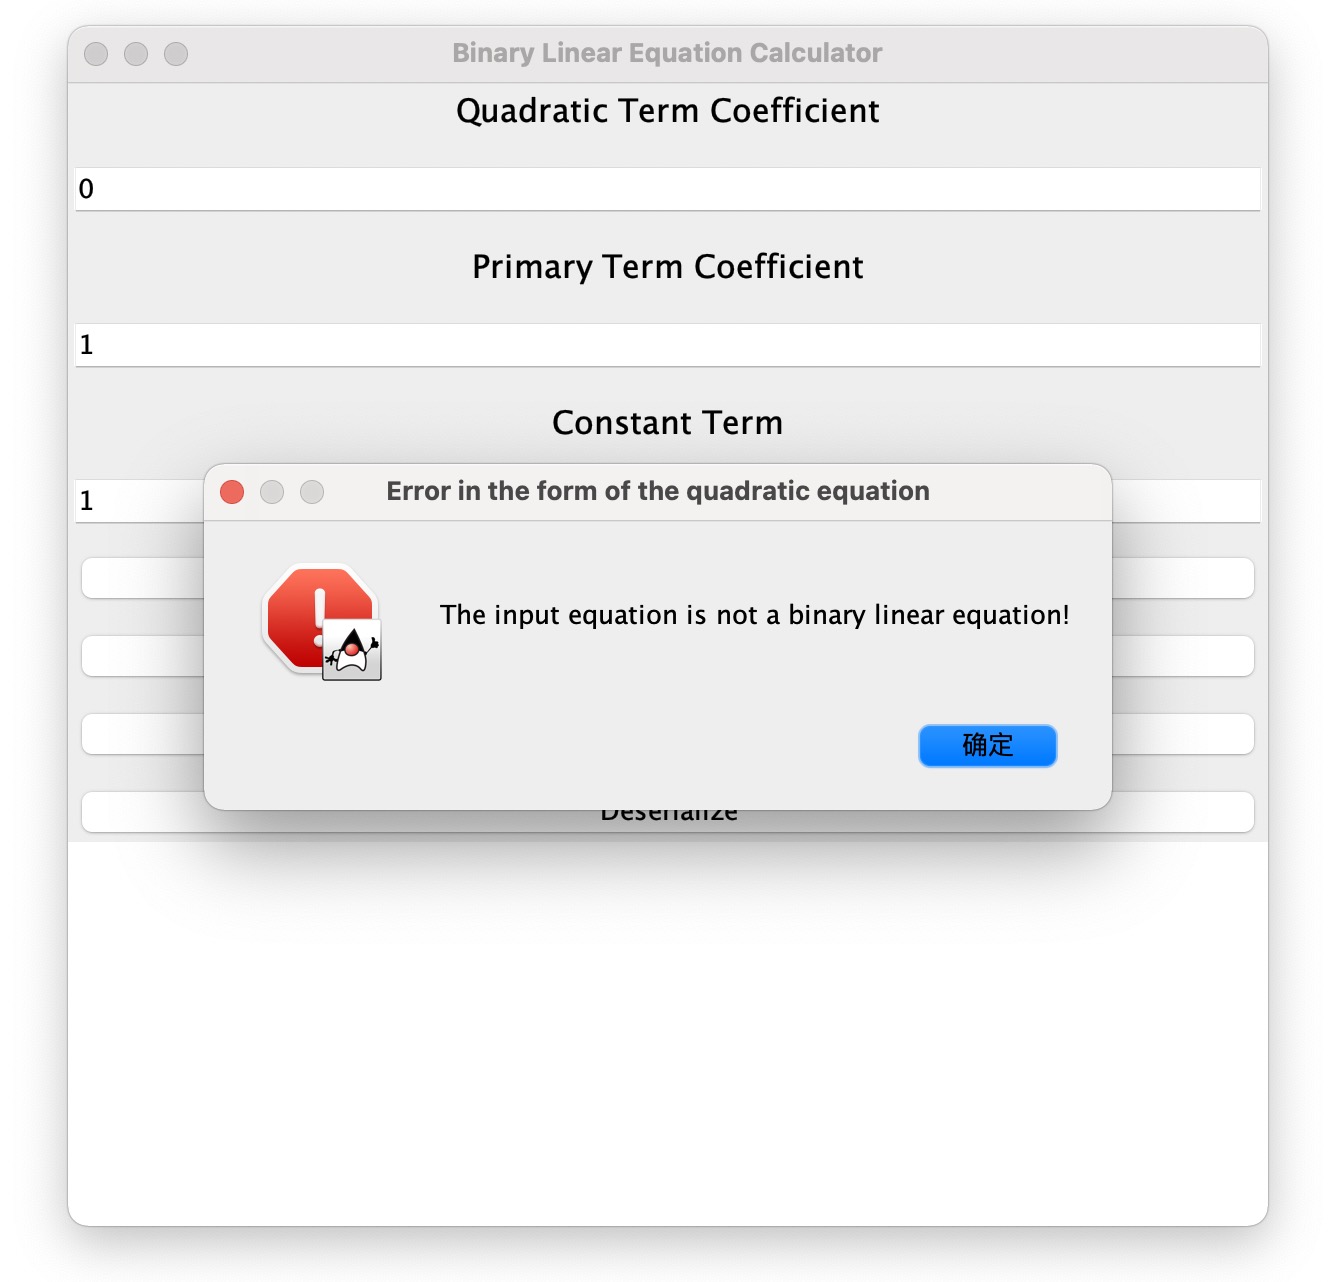 Binary Linear Equation Calculator
Quadratic Term Coefficient
0
Primary Term Coefficient
1
Constant Term
1
Error in the form of the quadratic equation
The input equation is not a binary linear equation!
确定
Deserialize